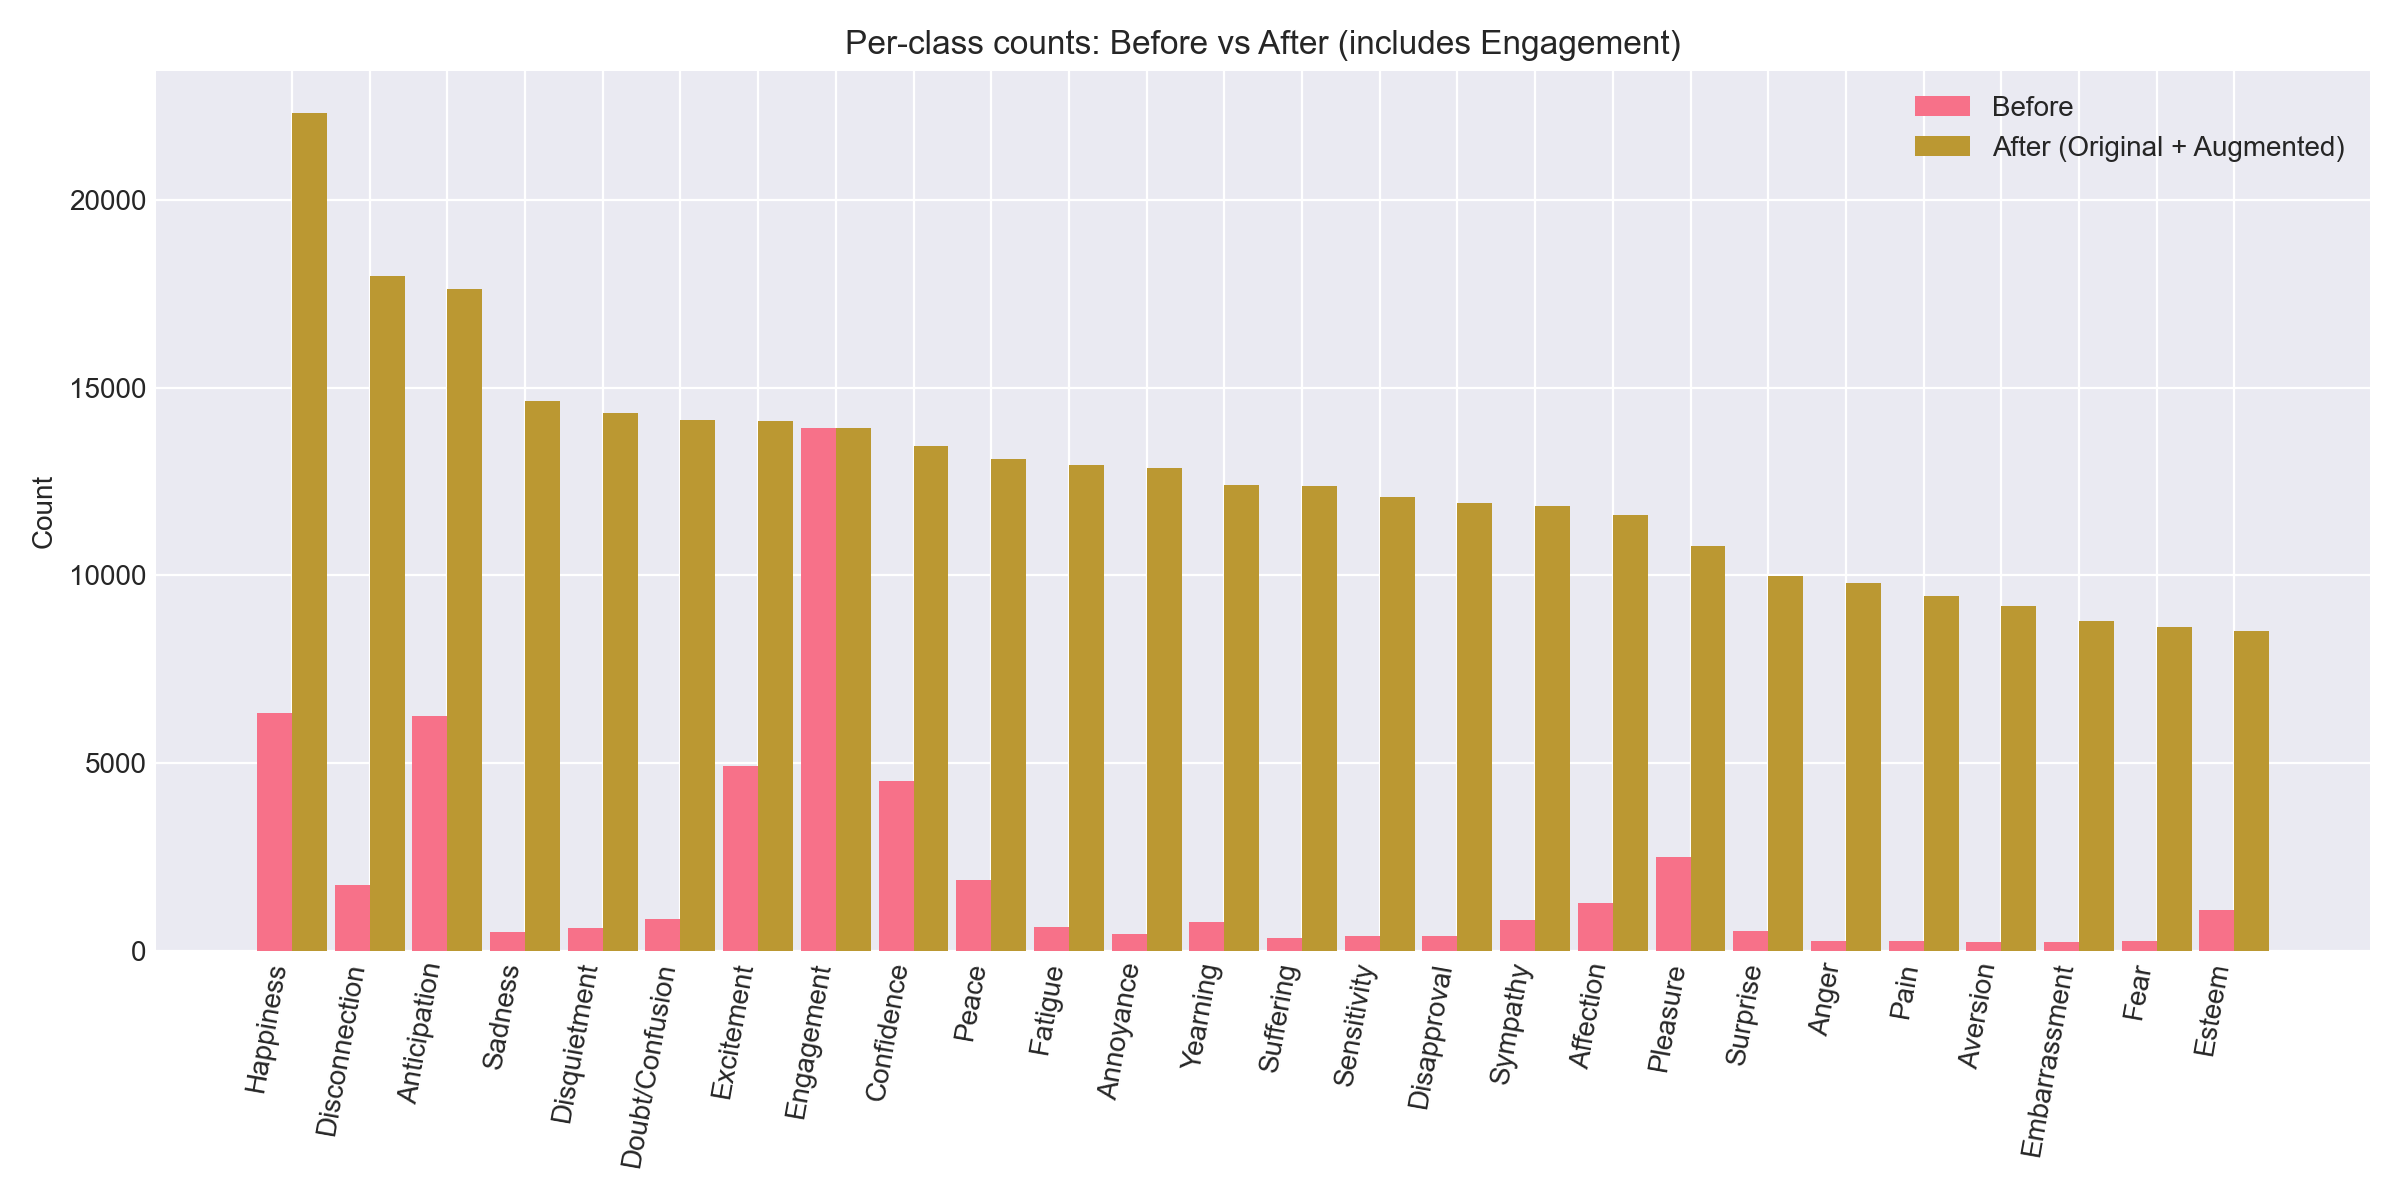 Per-class counts: Before vs After (includes Engagement)
Before
After (Original + Augmented)
Count
20000
15000
10000
5000
0
Happiness
Disconnection
Anticipation
Sadness
Disquietment
Doubt/Confusion
Excitement
Engagement
Confidence
Peace
Fatigue
Annoyance
Yearning
Suffering
Sensitivity
Disapproval
Sympathy
Affection
Pleasure
Surprise
Anger
Pain
Aversion
Embarrassment
Fear
Esteem